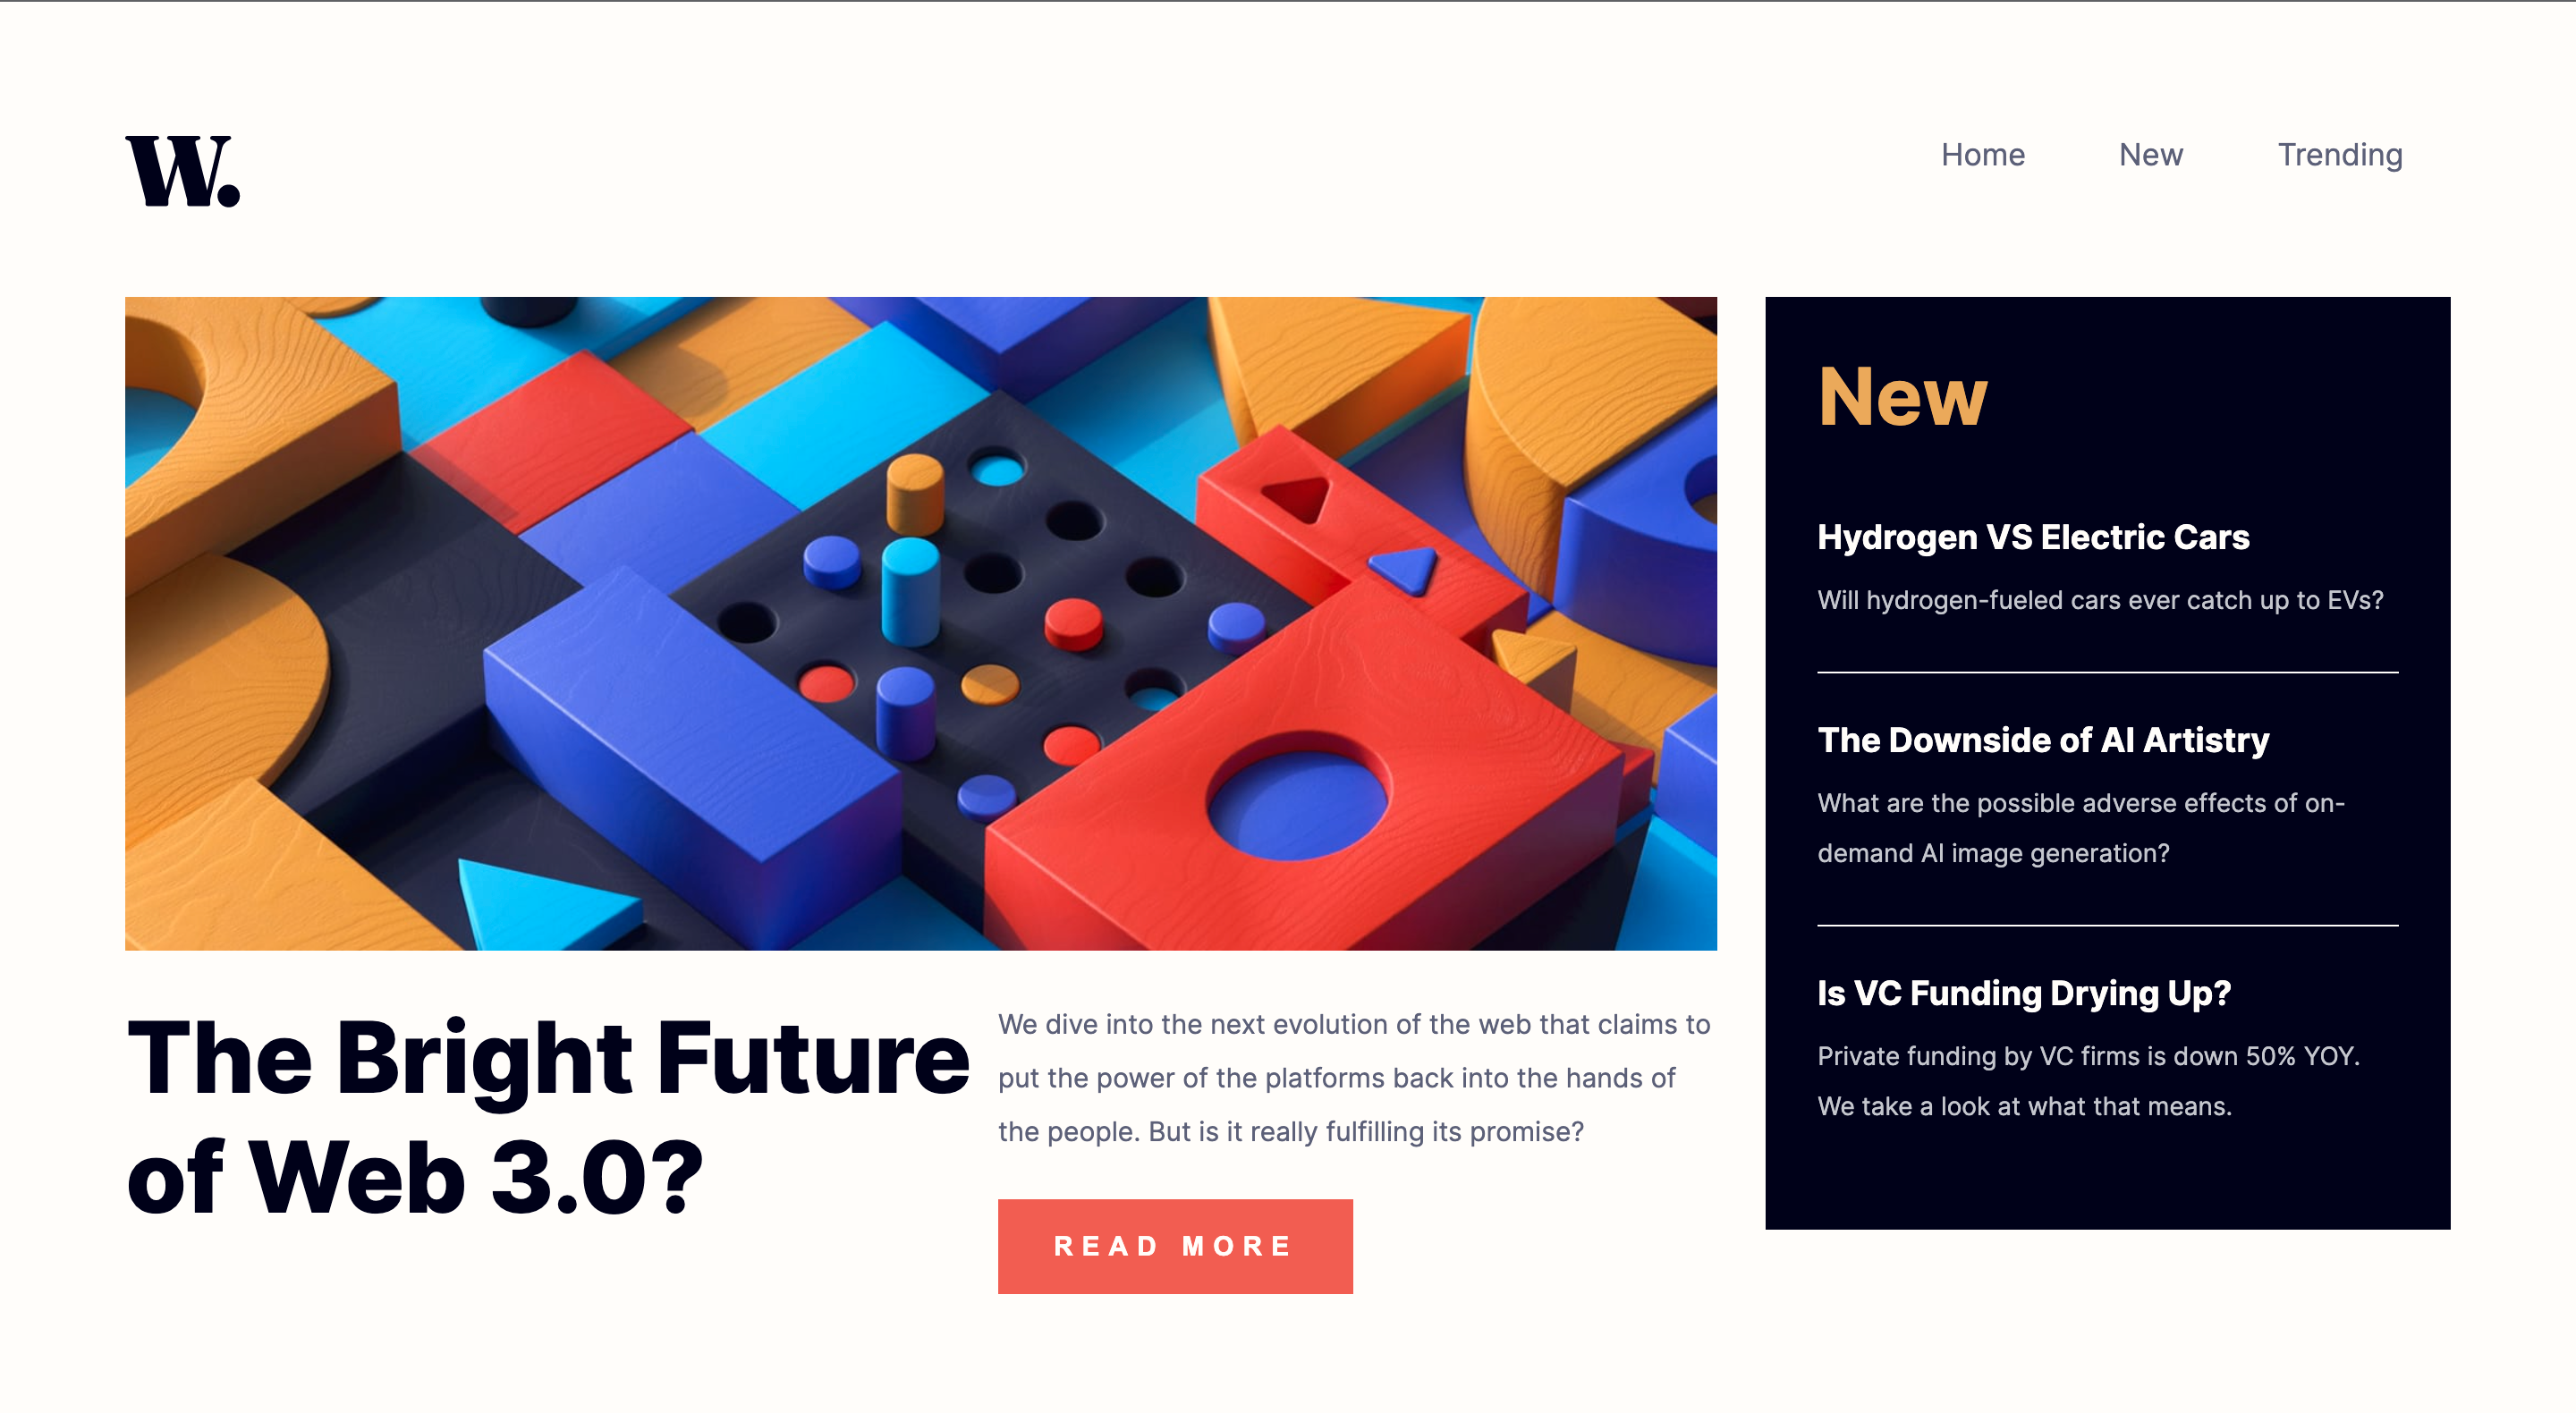 W.
Home New Trending
The Bright Future
of Web 3.0?
We dive into the next evolution of the web that claims to
put the power of the platforms back into the hands of
the people. But is it really fulfilling its promise?
READ MORE
New
Hydrogen VS Electric Cars
Will hydrogen-fueled cars ever catch up to EVs?
The Downside of AI Artistry
What are the possible adverse effects of on-
demand AI image generation?
Is VC Funding Drying Up?
Private funding by VC firms is down 50% YOY.
We take a look at what that means.